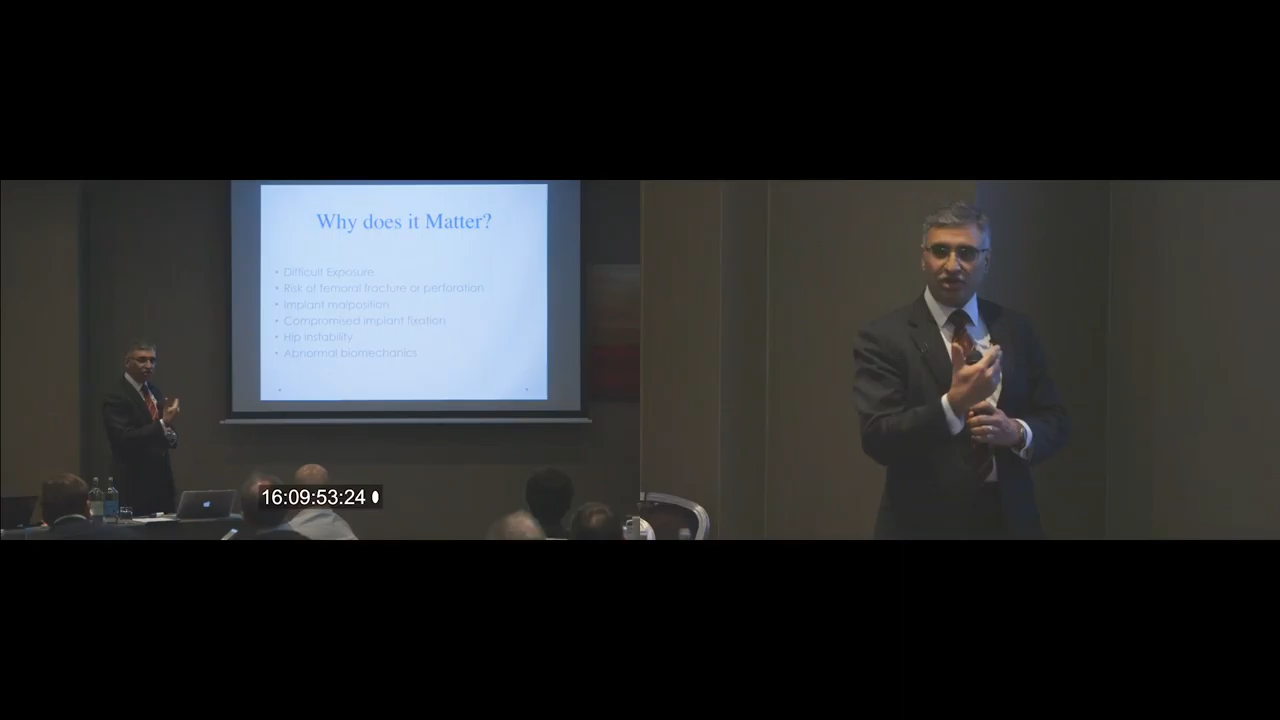 Why does it Matter?
• Difficult Exposure
• Risk of femoral fracture or perforation
• Implant malposition
• Compromised implant fixation
• Hip instability
• Abnormal biomechanics
16:09:53:24